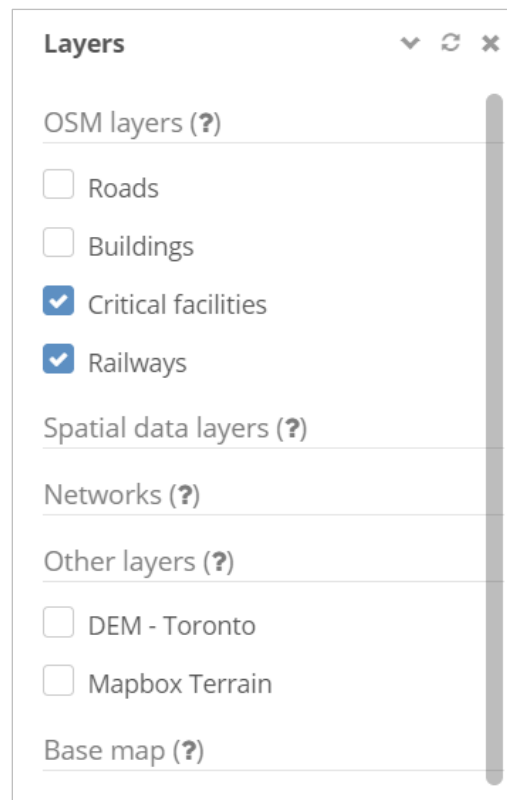 Layers
OSM layers (?)
Roads
Buildings
Critical facilities
Railways
Spatial data layers (?)
Networks (?)
Other layers (?)
DEM - Toronto
Mapbox Terrain
Base map (?)